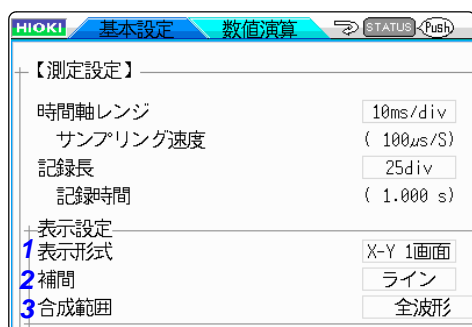 HIOKI 基本設定 数値演算 STATUS Push
【測定設定】
時間軸レンジ 10ms/div
サンプリング速度 ( 100μs/S)
記録長 25div
記録時間 ( 1.000 s)
表示設定
1 表示形式 X-Y 1画面
2 補間 ライン
3 合成範囲 全波形